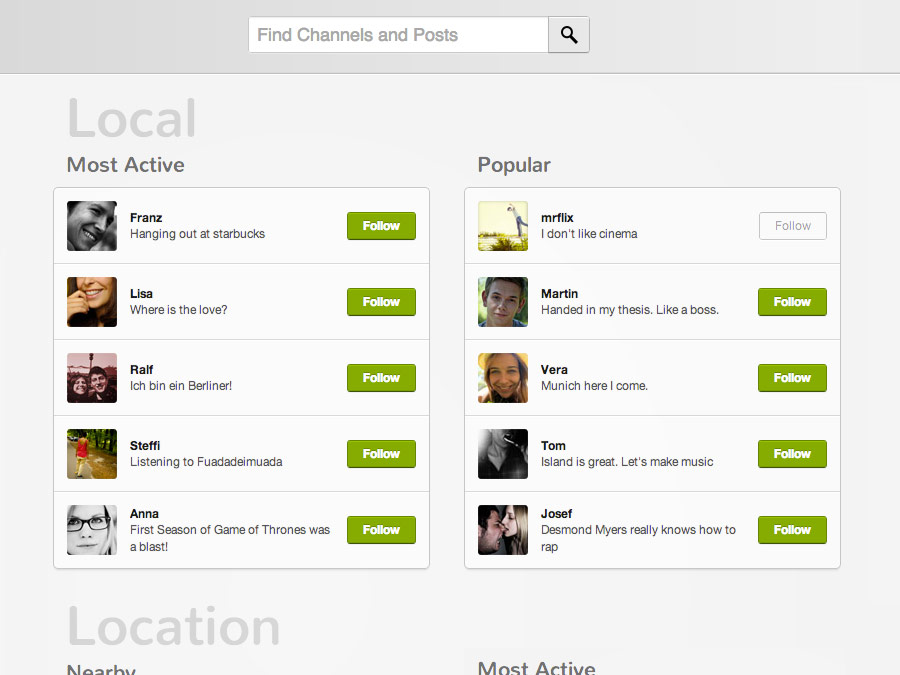 Find Channels and Posts
Local
Most Active
Franz
Hanging out at starbucks
Follow
Lisa
Where is the love?
Follow
Ralf
Ich bin ein Berliner!
Follow
Steffi
Listening to Fuadadeimuada
Follow
Anna
First Season of Game of Thrones was
a blast!
Follow
Popular
mrflix
I don't like cinema
Follow
Martin
Handed in my thesis. Like a boss.
Follow
Vera
Munich here I come.
Follow
Tom
Island is great. Let's make music
Follow
Josef
Desmond Myers really knows how to
rap
Follow
Location
Nearby
Most Active